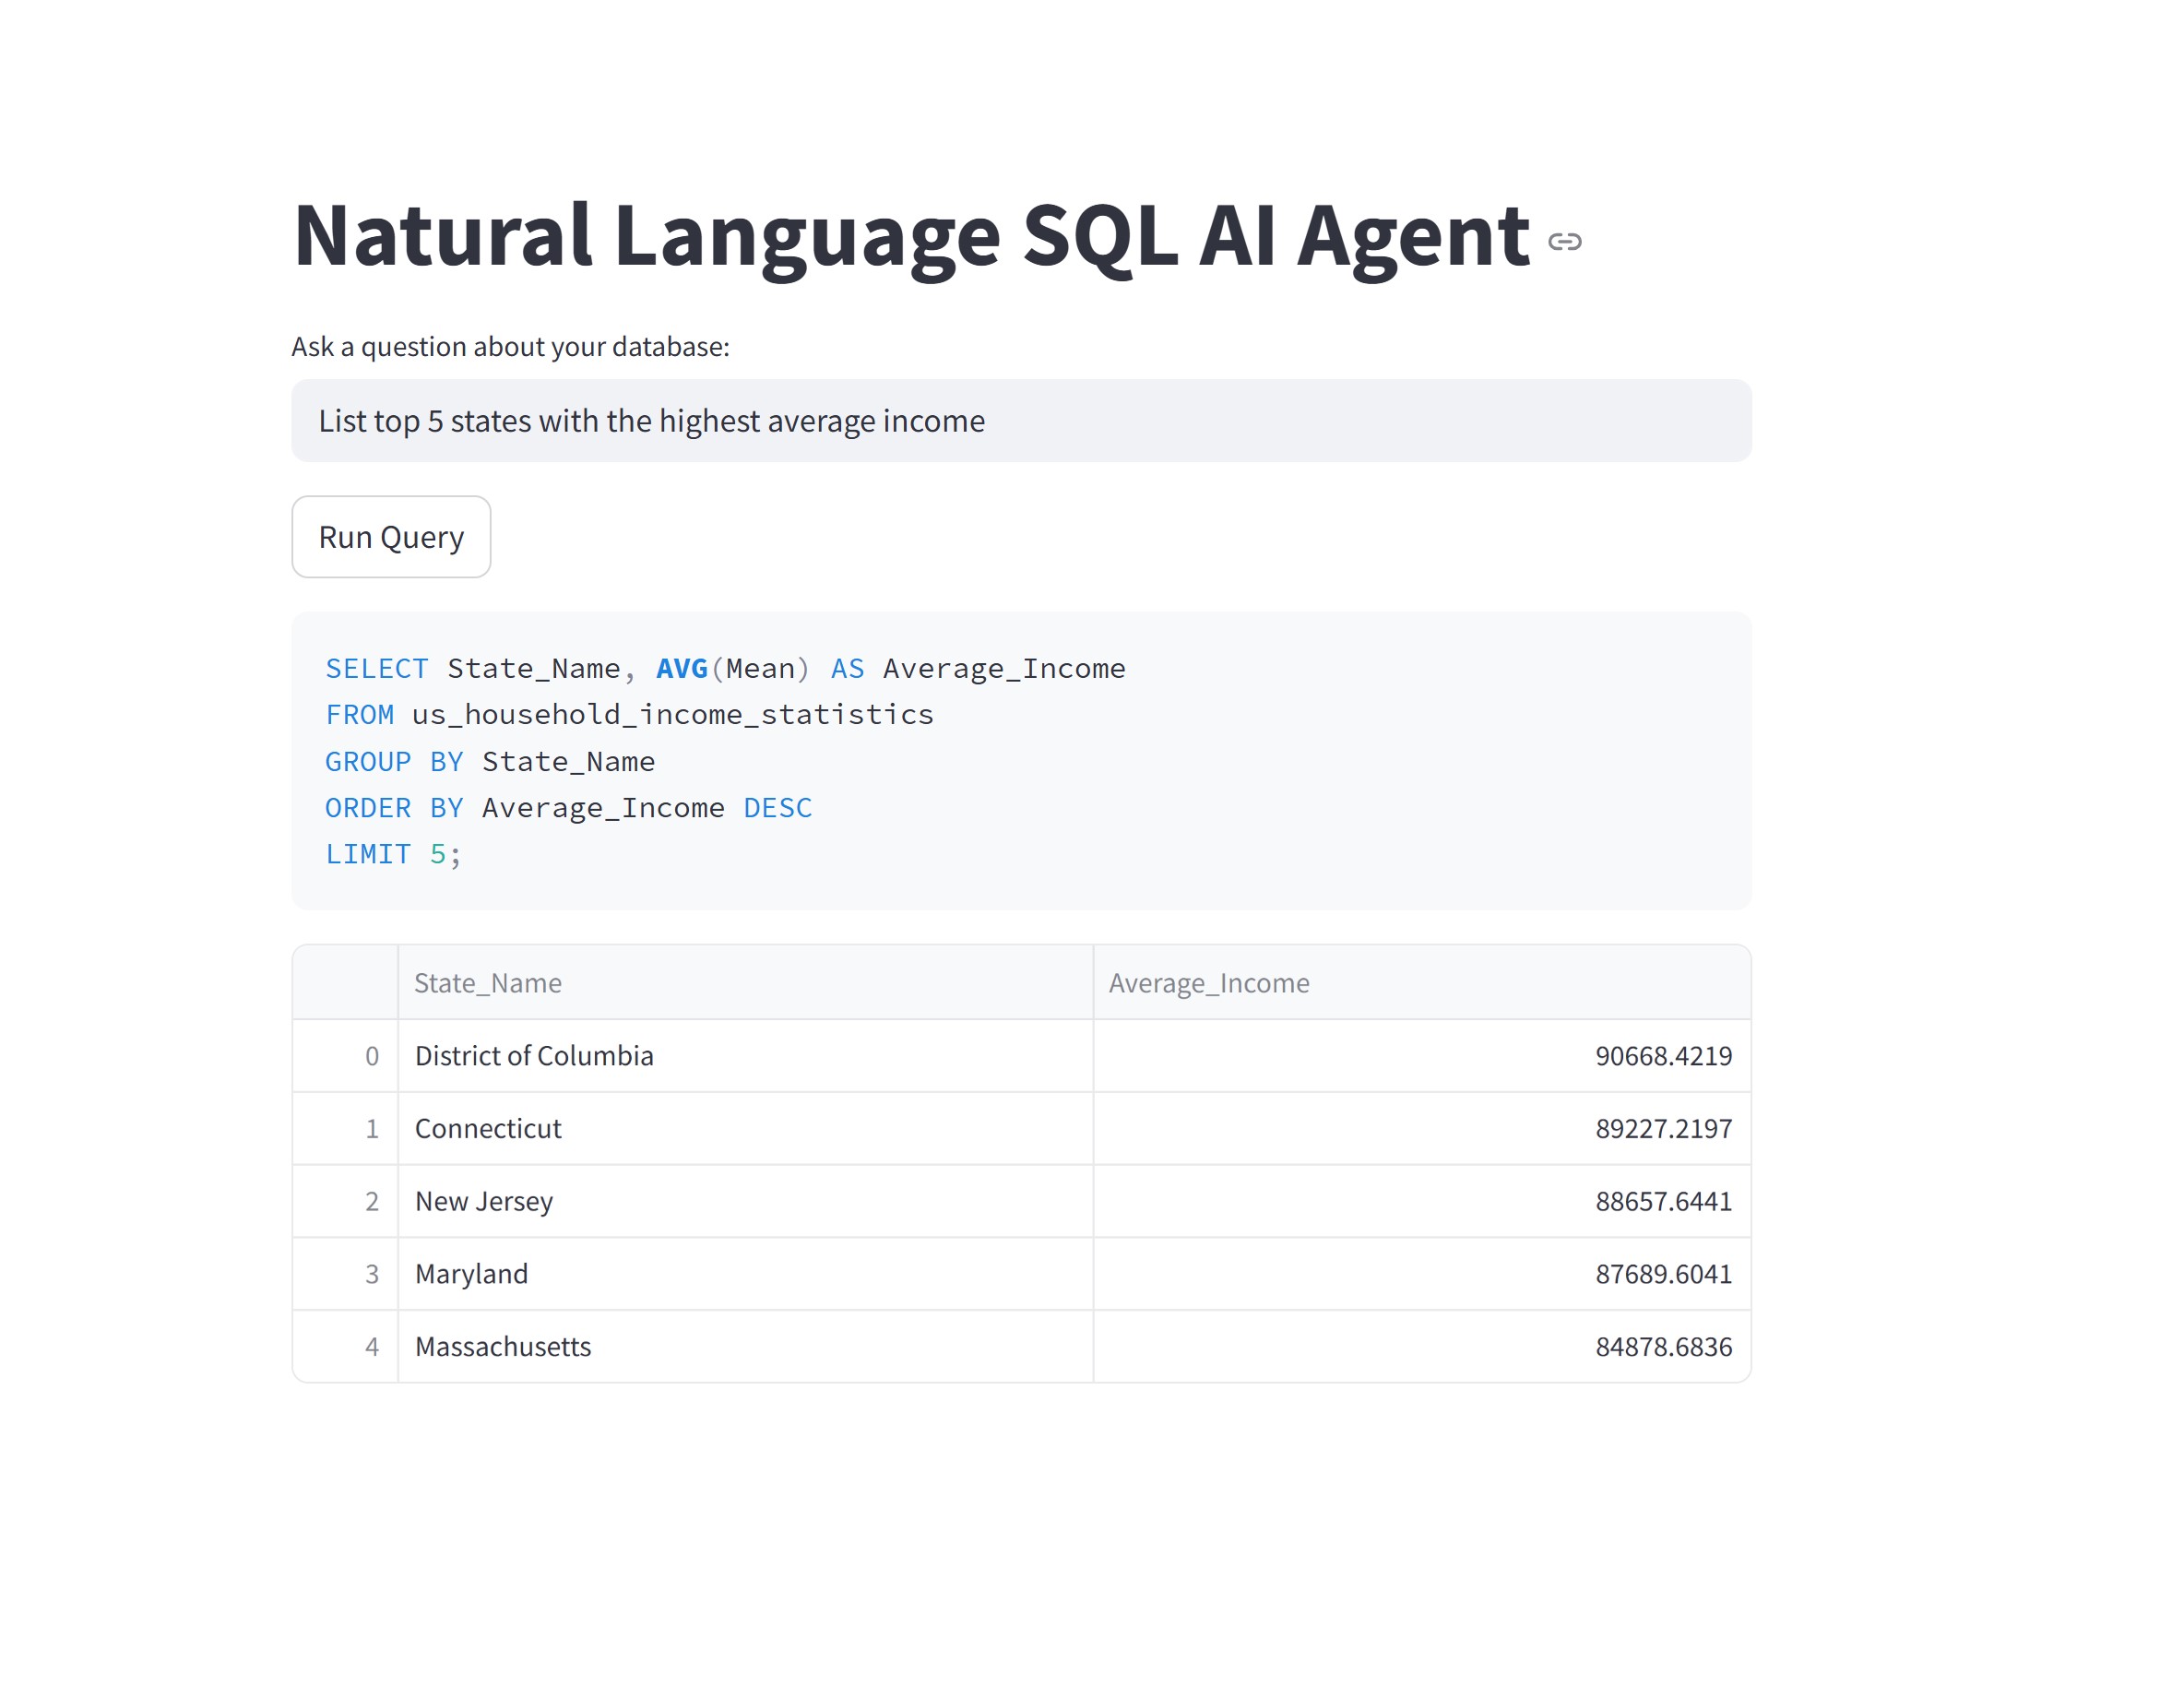 Natural Language SQL AI Agent
Ask a question about your database:
List top 5 states with the highest average income
Run Query
SELECT State_Name, AVG(Mean) AS Average_Income
FROM us_household_income_statistics
GROUP BY State_Name
ORDER BY Average_Income DESC
LIMIT 5;
State_Name Average_Income
0 District of Columbia 90668.4219
1 Connecticut 89227.2197
2 New Jersey 88657.6441
3 Maryland 87689.6041
4 Massachusetts 84878.6836